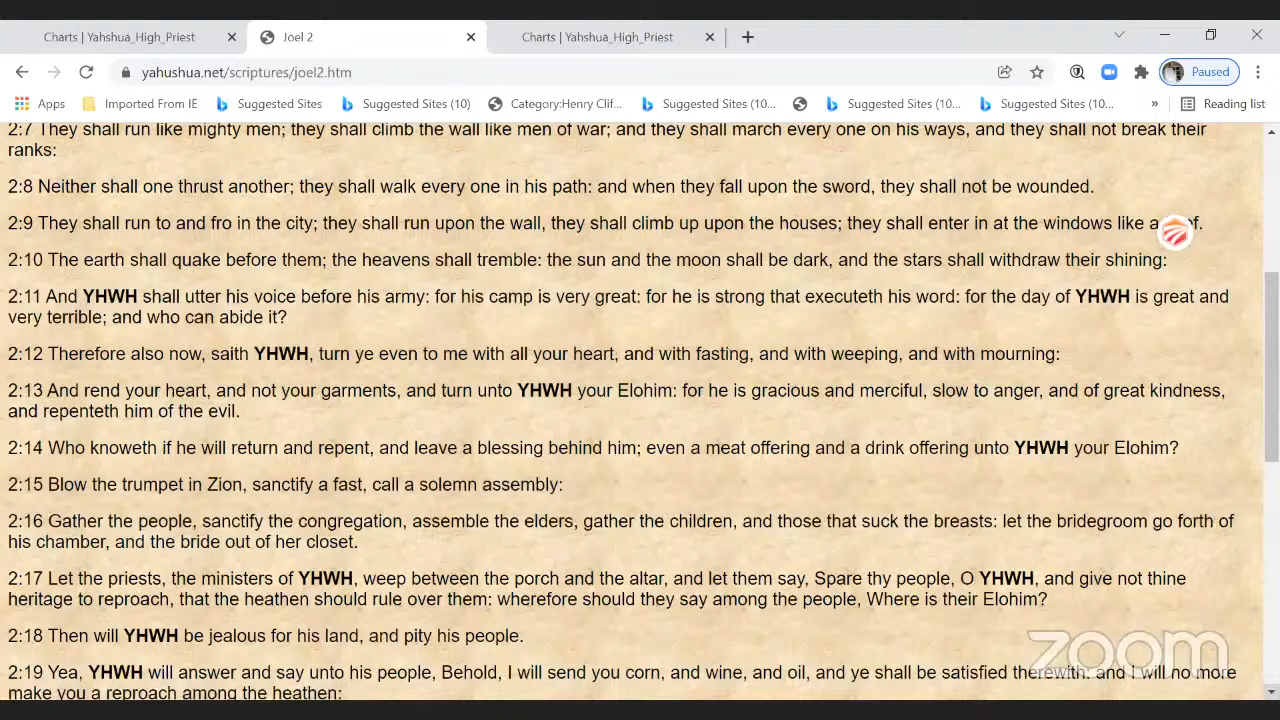 Charts | Yahshua_High_Priest
Joel 2
Charts | Yahshua_High_Priest
yahushua.net/scriptures/joel2.htm
Paused
Apps
Imported From IE
Suggested Sites
Suggested Sites (10)
Category:Henry Clif...
Suggested Sites (10...
Suggested Sites (10...
Suggested Sites (10...
»
Reading list
2:7 They shall run like mighty men; they shall climb the wall like men of war; and they shall march every one on his ways, and they shall not break their
ranks:
2:8 Neither shall one thrust another; they shall walk every one in his path: and when they fall upon the sword, they shall not be wounded.
2:9 They shall run to and fro in the city; they shall run upon the wall, they shall climb up upon the houses; they shall enter in at the windows like a
2:10 The earth shall quake before them; the heavens shall tremble: the sun and the moon shall be dark, and the stars shall withdraw their shining:
2:11 And YHWH shall utter his voice before his army: for his camp is very great: for he is strong that executeth his word: for the day of YHWH is great and
very terrible; and who can abide it?
2:12 Therefore also now, saith YHWH, turn ye even to me with all your heart, and with fasting, and with weeping, and with mourning:
2:13 And rend your heart, and not your garments, and turn unto YHWH your Elohim: for he is gracious and merciful, slow to anger, and of great kindness,
and repenteth him of the evil.
2:14 Who knoweth if he will return and repent, and leave a blessing behind him; even a meat offering and a drink offering unto YHWH your Elohim?
2:15 Blow the trumpet in Zion, sanctify a fast, call a solemn assembly:
2:16 Gather the people, sanctify the congregation, assemble the elders, gather the children, and those that suck the breasts: let the bridegroom go forth of
his chamber, and the bride out of her closet.
2:17 Let the priests, the ministers of YHWH, weep between the porch and the altar, and let them say, Spare thy people, O YHWH, and give not thine
heritage to reproach, that the heathen should rule over them: wherefore should they say among the people, Where is their Elohim?
2:18 Then will YHWH be jealous for his land, and pity his people.
2:19 Yea, YHWH will answer and say unto his people, Behold, I will send you corn, and wine, and oil, and ye shall be satisfied therewith: and I will no more
make you a reproach among the heathen:
zoom